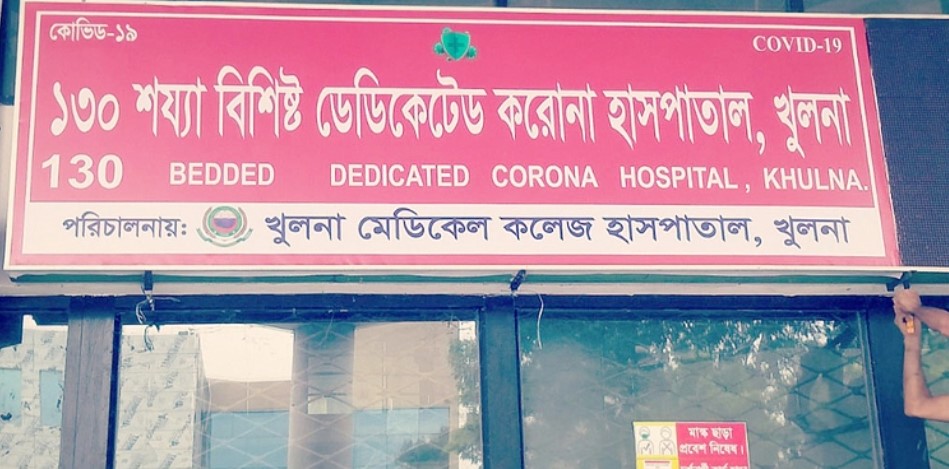 কোভিড-১৯
COVID-19
১৩০ শয্যা বিশিষ্ট ডেডিকেটেড করোনা হাসপাতাল, খুলনা
130 BEDDED DEDICATED CORONA HOSPITAL, KHULNA.
পরিচালনায়: খুলনা মেডিকেল কলেজ হাসপাতাল, খুলনা
মাস্ক ছাড়া
প্রবেশ নিষেধ।